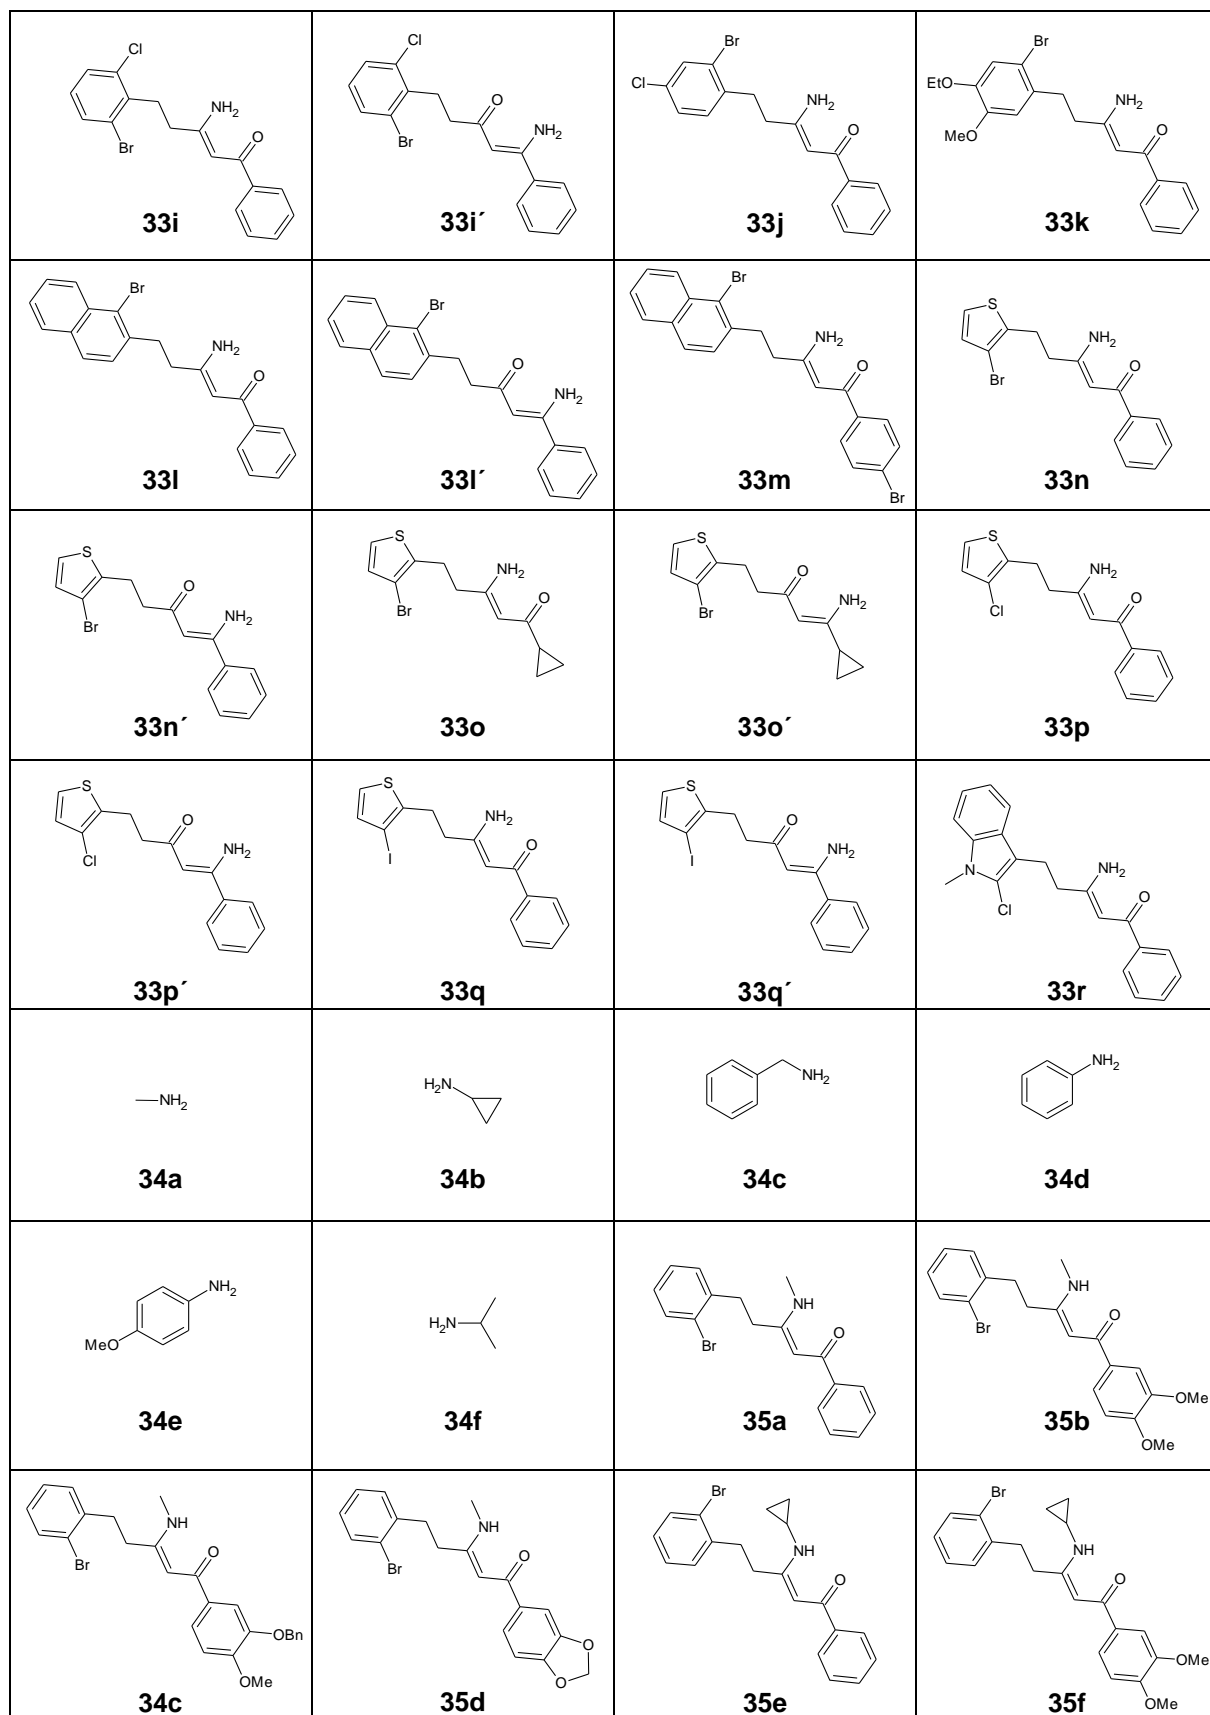 Cl
NH2
O
Br
33i
Cl
O
NH2
Br
33i´
Br
Cl
NH2
O
33j
Br
EtO
NH2
MeO
O
33k
Br
NH2
O
33l
Br
O
NH2
33l´
Br
NH2
O
Br
33m
S
NH2
Br
O
33n
S
O
Br
NH2
33n´
S
NH2
Br
O
33o
S
O
Br
NH2
33o´
S
NH2
Cl
O
33p
S
O
Cl
NH2
33p´
S
NH2
I
O
33q
S
O
I
NH2
33q´
N
NH2
Cl
O
33r
NH2
34a
H2N
34b
NH2
34c
NH2
34d
NH2
MeO
34e
H2N
34f
NH
Br
O
35a
NH
Br
O
OMe
OMe
35b
NH
Br
O
OBn
OMe
34c
NH
Br
O
O
O
35d
Br
NH
O
35e
Br
NH
O
OMe
OMe
35f